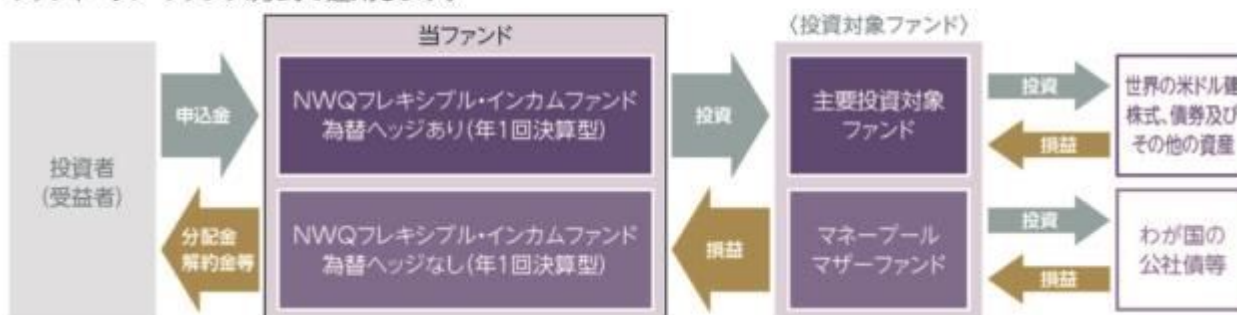 当ファンド
〈投資対象ファンド〉
投資者
(受益者)
申込金
分配金
解約金等
NWQフレキシブル・インカムファンド
為替ヘッジあり(年1回決算型)
NWQフレキシブル・インカムファンド
為替ヘッジなし(年1回決算型)
投資
損益
主要投資対象
ファンド
マネープール
マザーファンド
投資
損益
投資
損益
世界の米ドル建
株式、債券及び
その他の資産
わが国の
公社債等